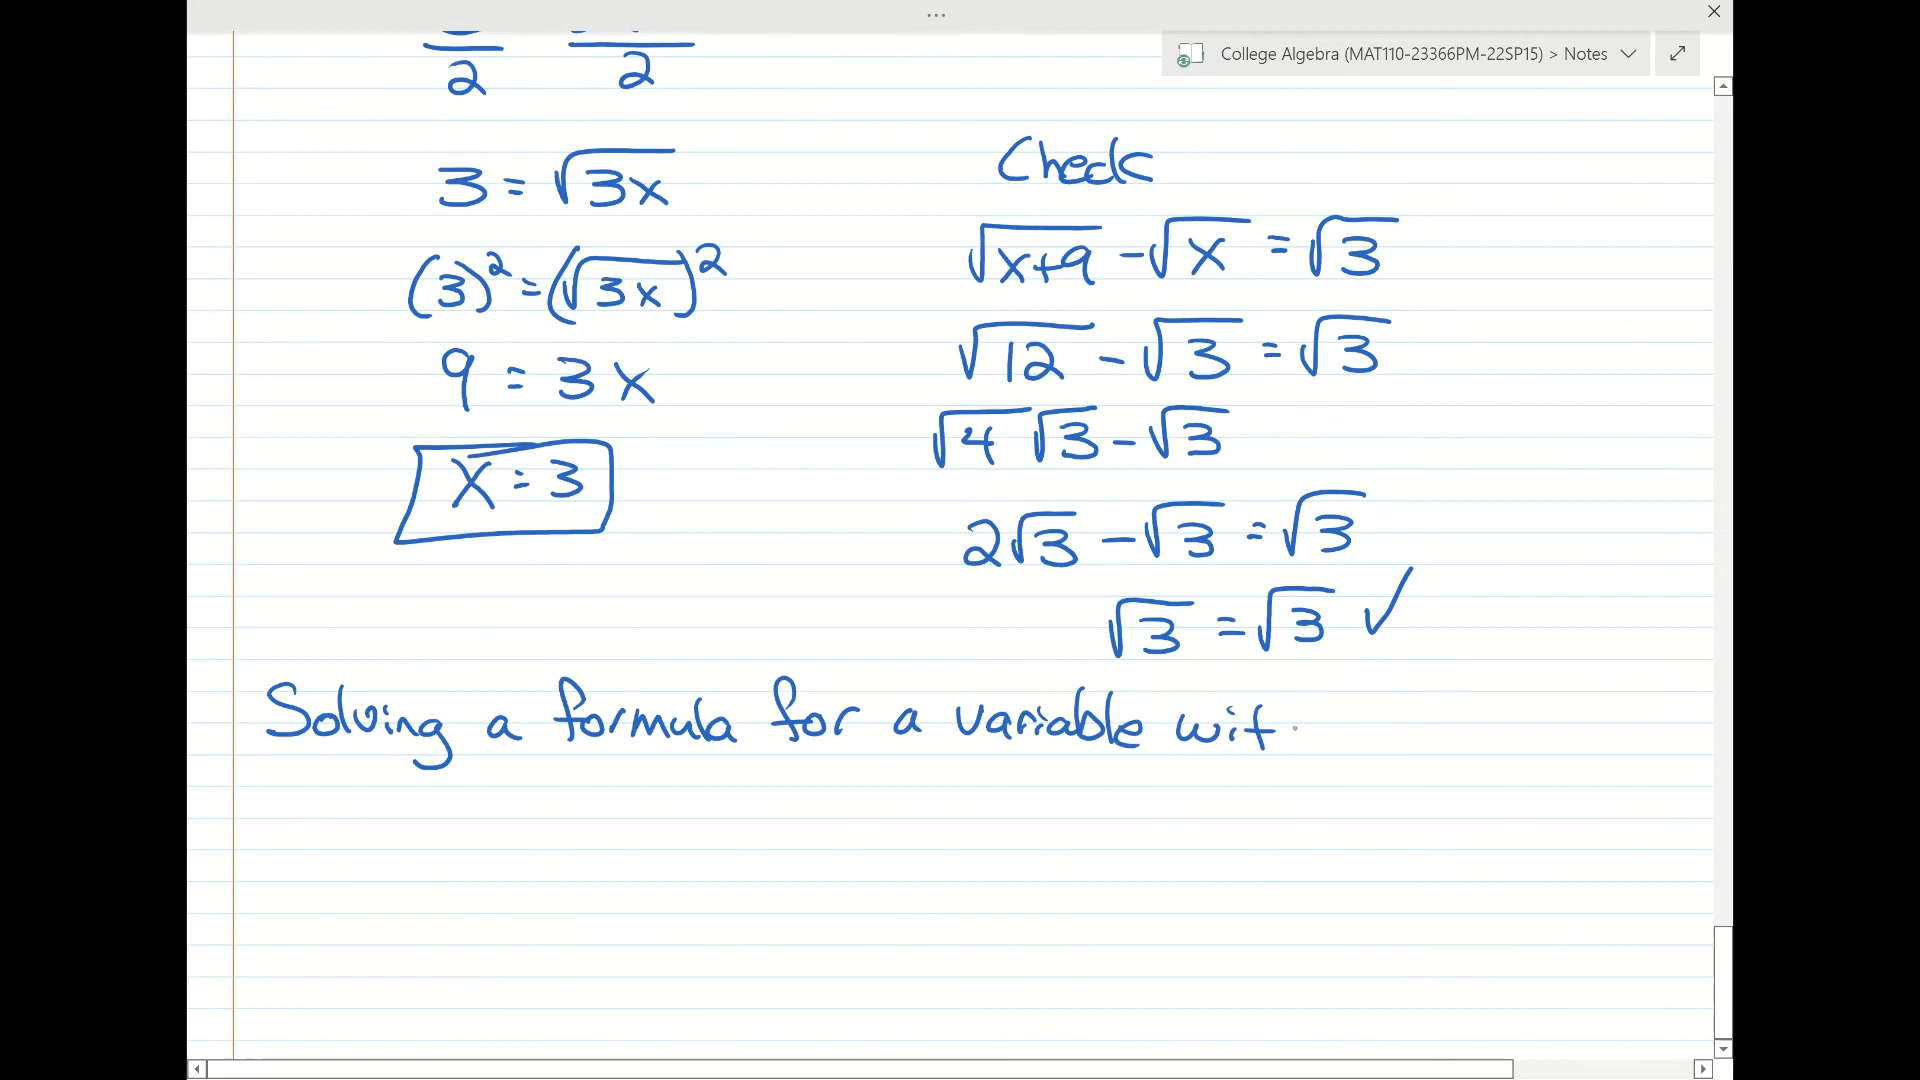 ...
College Algebra (MAT110-23366PM-22SP15) > Notes
2 2
3 = √3x
(3)² = (√3x)²
9 = 3x
x = 3
Check
√x+9 - √x = √3
√12 - √3 = √3
√4 √3 - √3
2√3 - √3 = √3
√3 = √3 ✓
Solving a formula for a variable wit